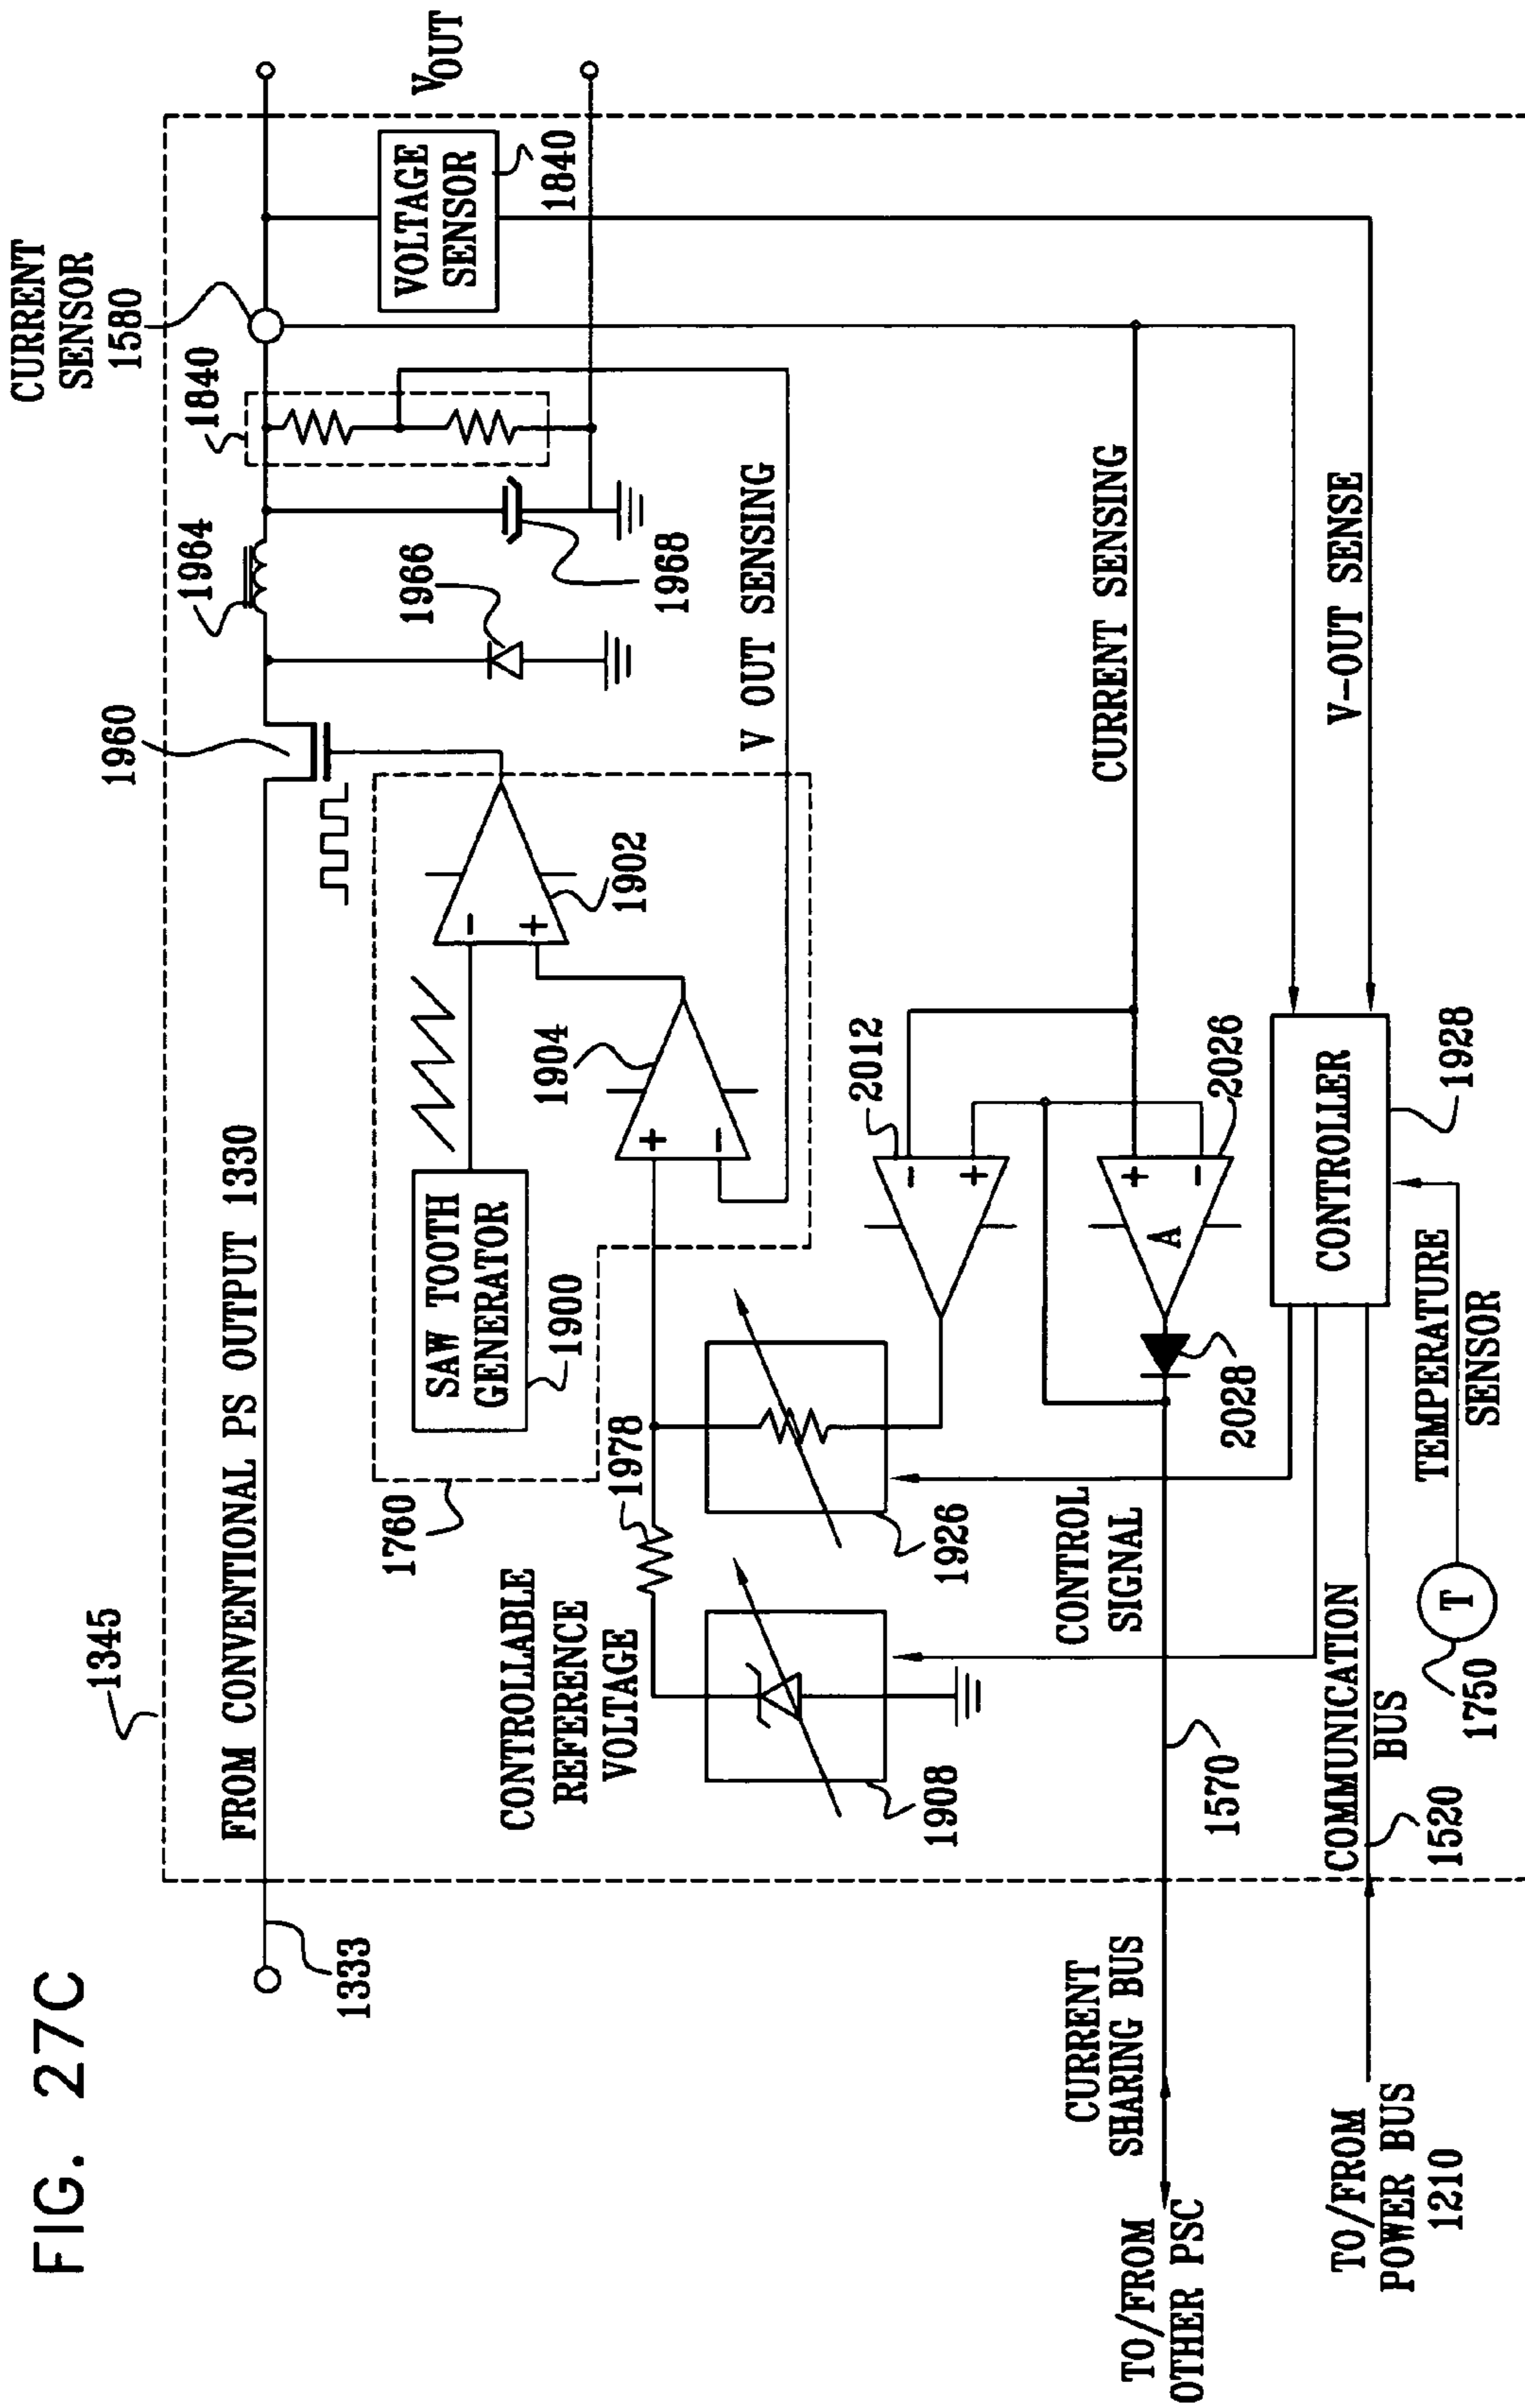 FIG. 27C
1345
FROM CONVENTIONAL PS OUTPUT 1330
1333
1960
1964
1840
CURRENT
SENSOR
1580
VOUT
VOLTAGE
SENSOR
1840
1966
1968
V OUT SENSING
1760
SAW TOOTH
GENERATOR
1900
-
+
1902
1904
+
-
1978
CONTROLLABLE
REFERENCE
VOLTAGE
1908
1926
2012
-
+
CURRENT SENSING
V-OUT SENSE
+
-
A
2026
2028
CONTROL
SIGNAL
CONTROLLER
1928
TEMPERATURE
SENSOR
T
1750
COMMUNICATION
BUS
1520
1570
CURRENT
SHARING BUS
TO/FROM
OTHER PSC
TO/FROM
POWER BUS
1210